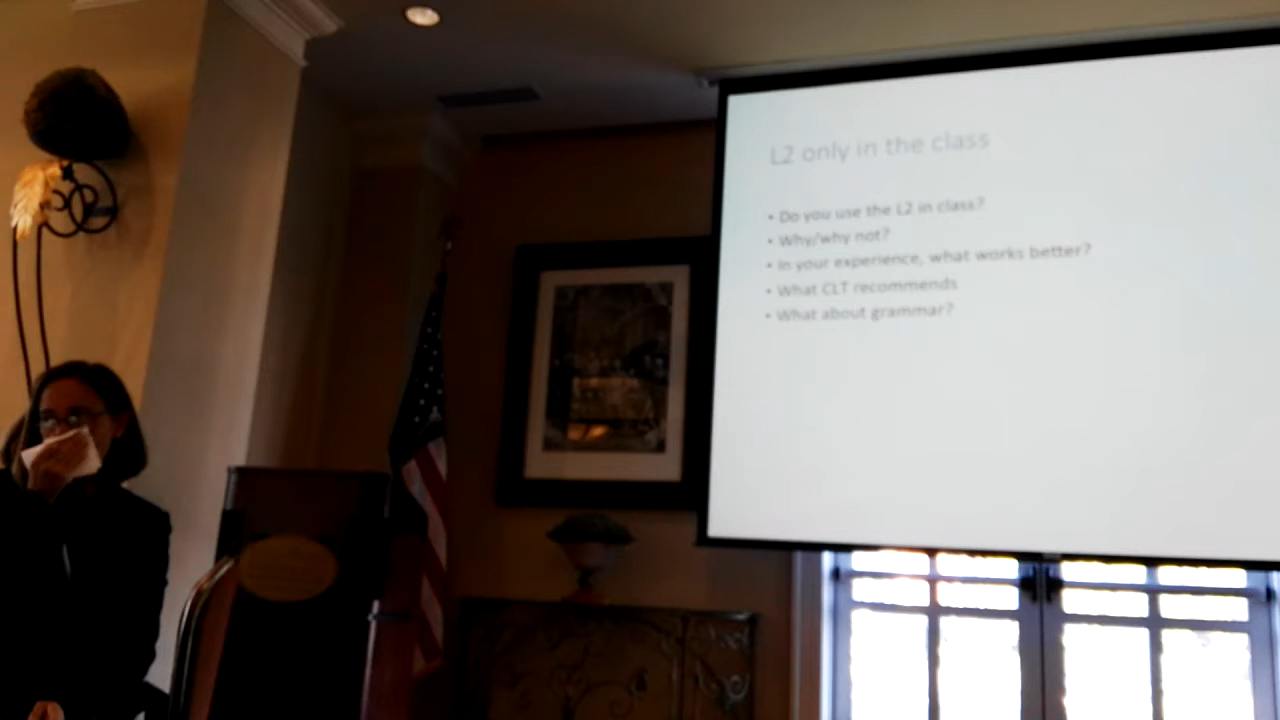 L2 only in the class
• Do you use the L2 in class?
• Why/why not?
• In your experience, what works better?
• What CLT recommends
• What about grammar?